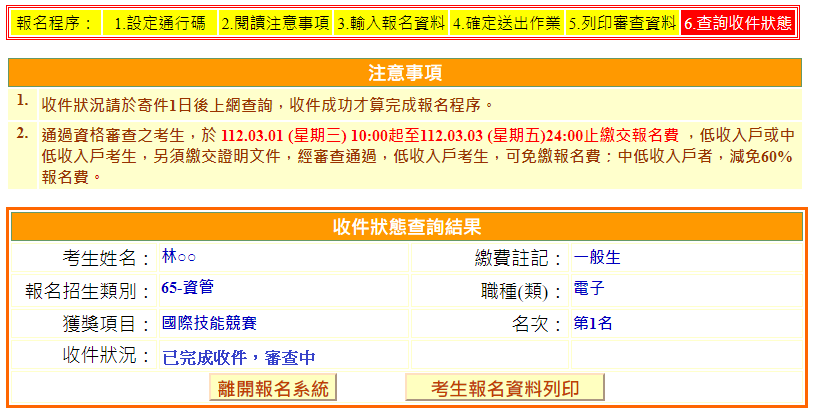 報名程序： 1.設定通行碼 2.閱讀注意事項 3.輸入報名資料 4.確定送出作業 5.列印審查資料 6.查詢收件狀態
注意事項
1. 收件狀況請於寄件1日後上網查詢，收件成功才算完成報名程序。
2. 通過資格審查之考生，於 112.03.01 (星期三) 10:00起至112.03.03 (星期五)24:00止繳交報名費 ，低收入戶或中
低收入戶考生，另須繳交證明文件，經審查通過，低收入戶考生，可免繳報名費：中低收入戶者，減免60%
報名費。
收件狀態查詢結果
考生姓名： 林○○ 繳費註記： 一般生
報名招生類別： 65-資管 職種(類)： 電子
獲獎項目： 國際技能競賽 名次： 第1名
收件狀況： 已完成收件，審查中
離開報名系統 考生報名資料列印